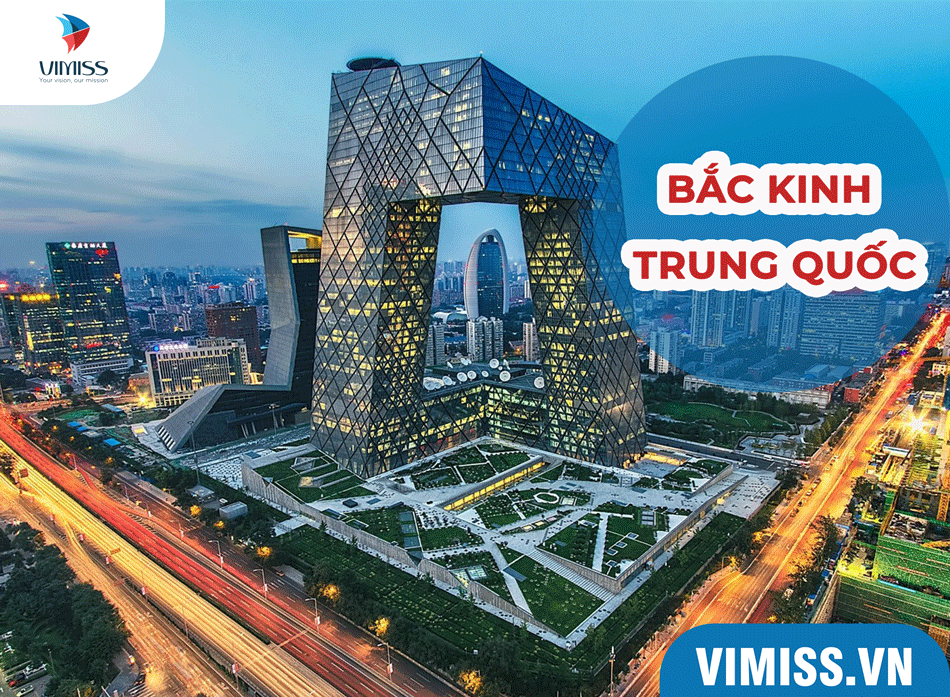 VIMISS
Your vision, our mission
BẮC KINH
TRUNG QUỐC
VIMISS.VN